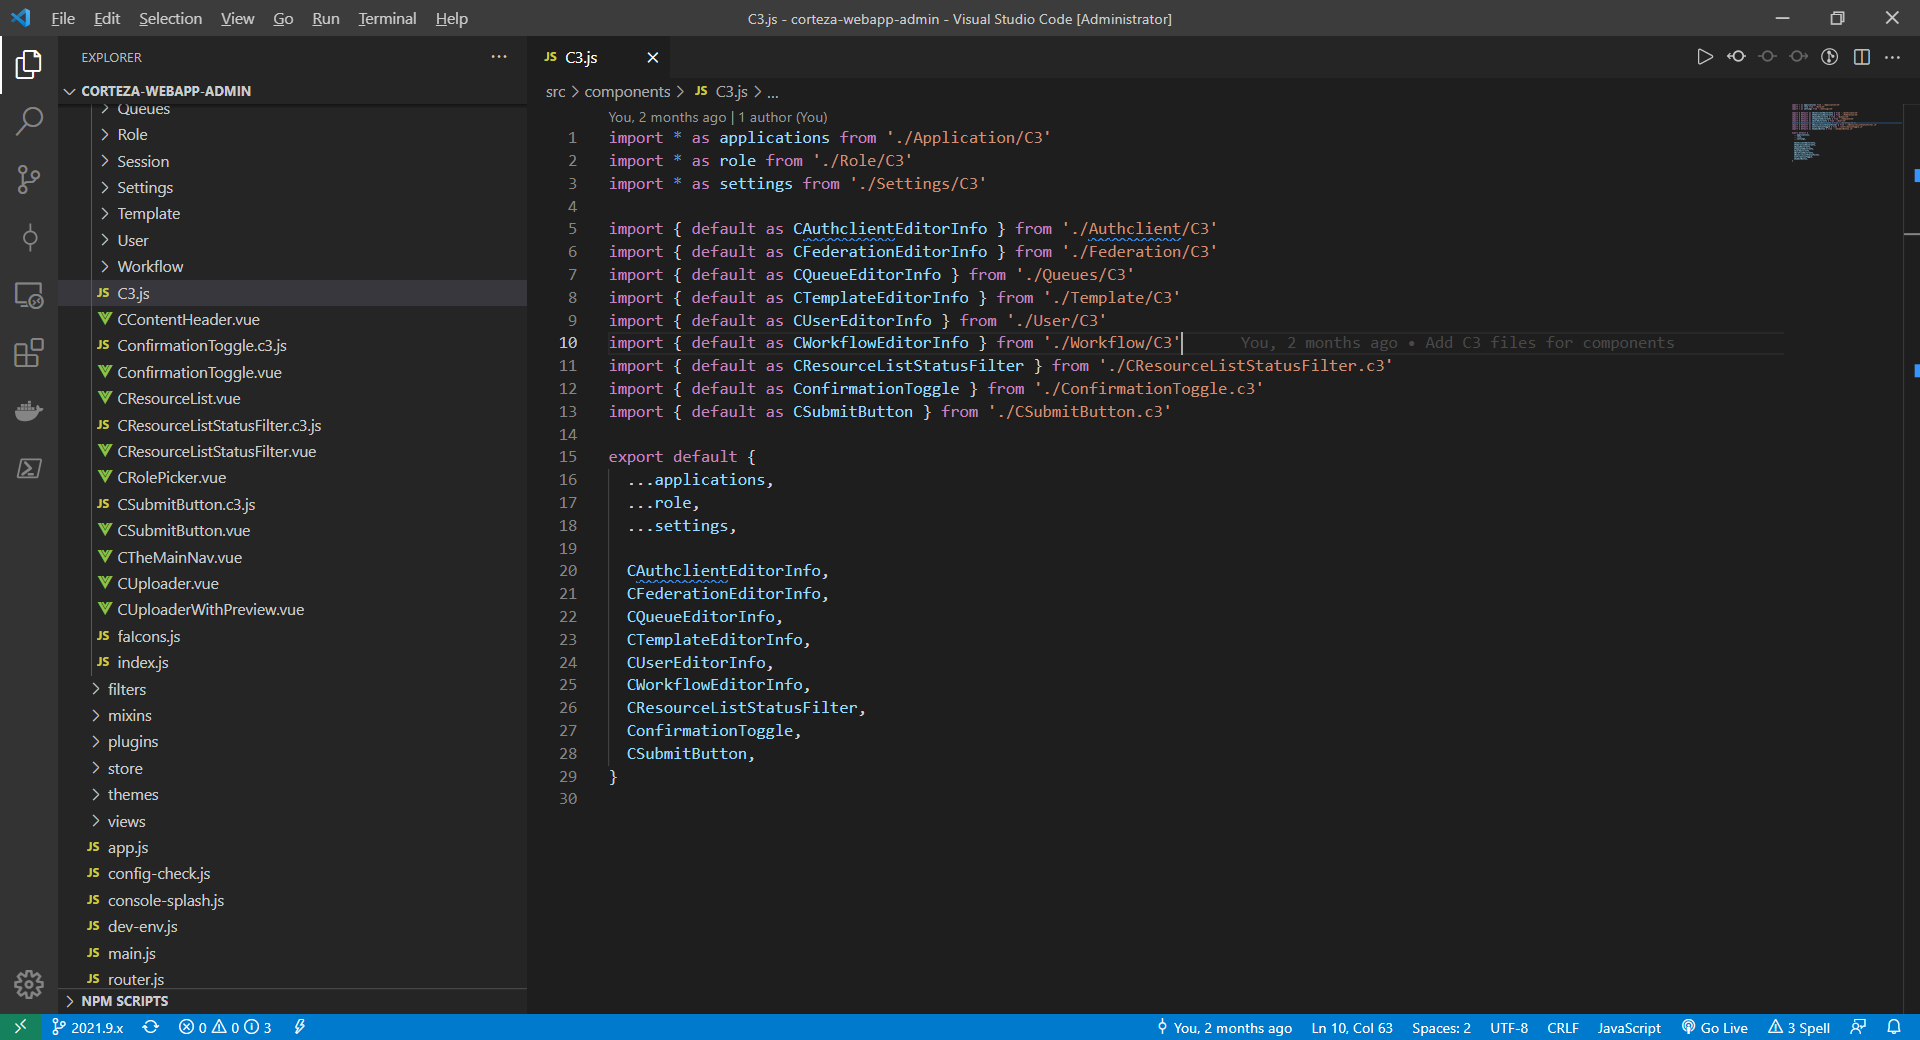 File Edit Selection View Go Run Terminal Help
C3.js - corteza-webapp-admin - Visual Studio Code [Administrator]
EXPLORER
CORTEZA-WEBAPP-ADMIN
Queues
Role
Session
Settings
Template
User
Workflow
JS C3.js
CContentHeader.vue
JS ConfirmationToggle.c3.js
ConfirmationToggle.vue
CResourceList.vue
JS CResourceListStatusFilter.c3.js
CResourceListStatusFilter.vue
CRolePicker.vue
JS CSubmitButton.c3.js
CSubmitButton.vue
CTheMainNav.vue
CUploader.vue
CUploaderWithPreview.vue
JS faIcons.js
JS index.js
filters
mixins
plugins
store
themes
views
JS app.js
JS config-check.js
JS console-splash.js
JS dev-env.js
JS main.js
JS router.js
NPM SCRIPTS
JS C3.js
src > components > JS C3.js > ...
You, 2 months ago | 1 author (You)
1 import * as applications from './Application/C3'
2 import * as role from './Role/C3'
3 import * as settings from './Settings/C3'
4
5 import { default as CAuthclientEditorInfo } from './Authclient/C3'
6 import { default as CFederationEditorInfo } from './Federation/C3'
7 import { default as CQueueEditorInfo } from './Queues/C3'
8 import { default as CTemplateEditorInfo } from './Template/C3'
9 import { default as CUserEditorInfo } from './User/C3'
10 import { default as CWorkflowEditorInfo } from './Workflow/C3' You, 2 months ago • Add C3 files for components
11 import { default as CResourceListStatusFilter } from './CResourceListStatusFilter.c3'
12 import { default as ConfirmationToggle } from './ConfirmationToggle.c3'
13 import { default as CSubmitButton } from './CSubmitButton.c3'
14
15 export default {
16 ...applications,
17 ...role,
18 ...settings,
19
20 CAuthclientEditorInfo,
21 CFederationEditorInfo,
22 CQueueEditorInfo,
23 CTemplateEditorInfo,
24 CUserEditorInfo,
25 CWorkflowEditorInfo,
26 CResourceListStatusFilter,
27 ConfirmationToggle,
28 CSubmitButton,
29 }
30
2021.9.x 0 0 3 You, 2 months ago Ln 10, Col 63 Spaces: 2 UTF-8 CRLF JavaScript Go Live 3 Spell